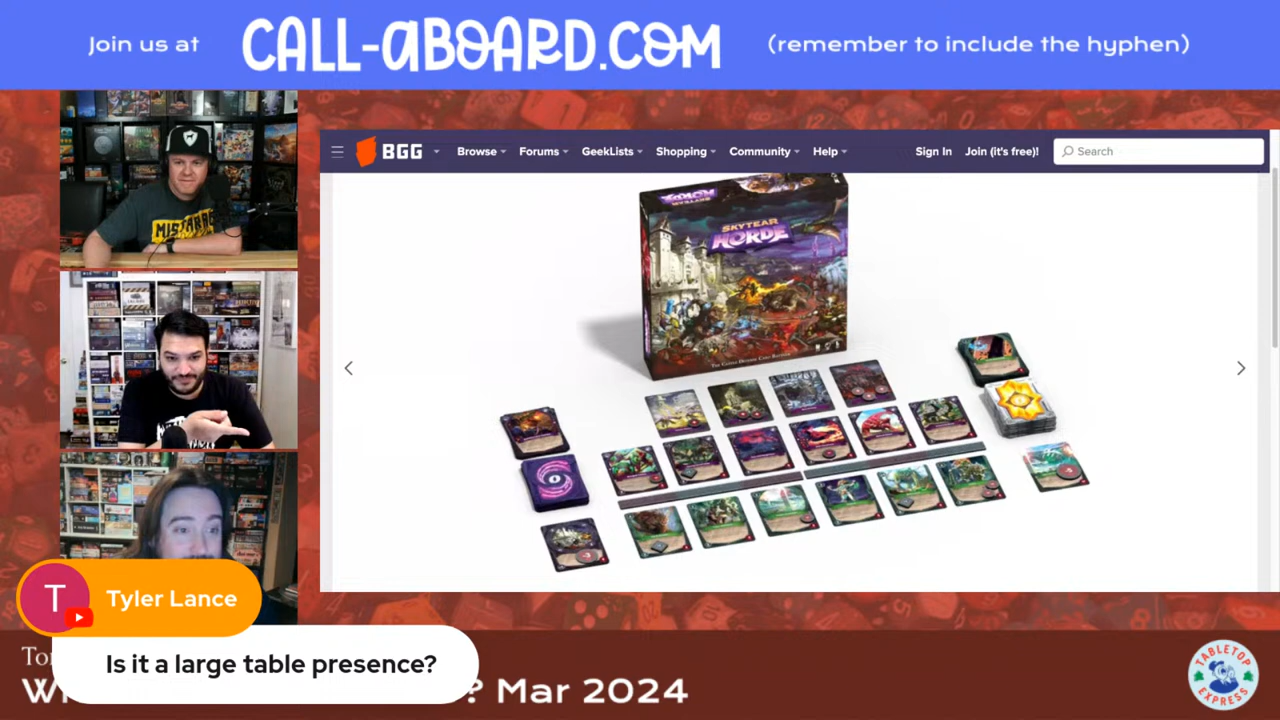 Join us at CALL-aBOARD.COM (remember to include the hyphen)
BGG Browse Forums GeekLists Shopping Community Help Sign In Join (it's free)! Search
SKYTEAR
HORDE
T Tyler Lance
Is it a large table presence?
? Mar 2024
TABLETOP
EXPRESS